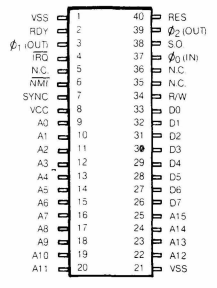 VSS 1 40 RES
RDY 2 39 ϕ2 (OUT)
ϕ1 (OUT) 3 38 S.O.
IRQ 4 37 ϕ0 (IN)
N.C. 5 36 N.C.
NMI 6 35 N.C.
SYNC 7 34 R/W
VCC 8 33 D0
A0 9 32 D1
A1 10 31 D2
A2 11 30 D3
A3 12 29 D4
A4 13 28 D5
A5 14 27 D6
A6 15 26 D7
A7 16 25 A15
A8 17 24 A14
A9 18 23 A13
A10 19 22 A12
A11 20 21 VSS